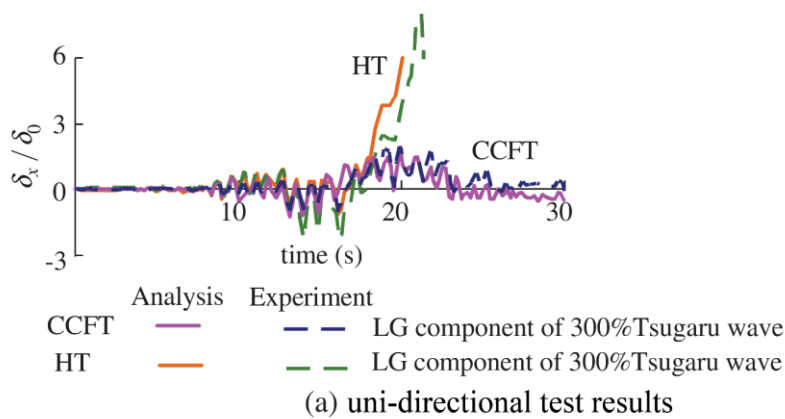 6
HT
3
CCFT
δx / δ0
0
10
20
30
-3
time (s)
Analysis Experiment
CCFT LG component of 300%Tsugaru wave
HT LG component of 300%Tsugaru wave
(a) uni-directional test results